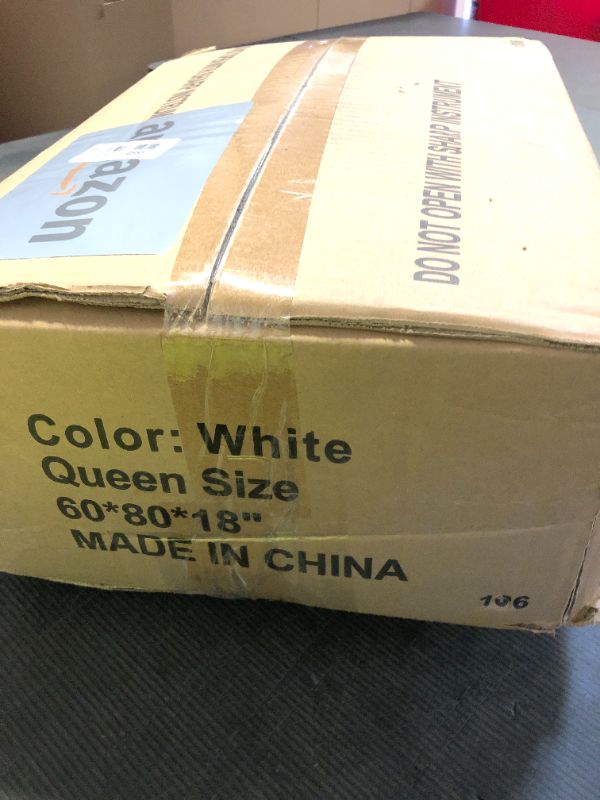 amazon
DO NOT OPEN WITH SHARP INSTRUMENT
Color: White
Queen Size
60*80*18"
MADE IN CHINA
106